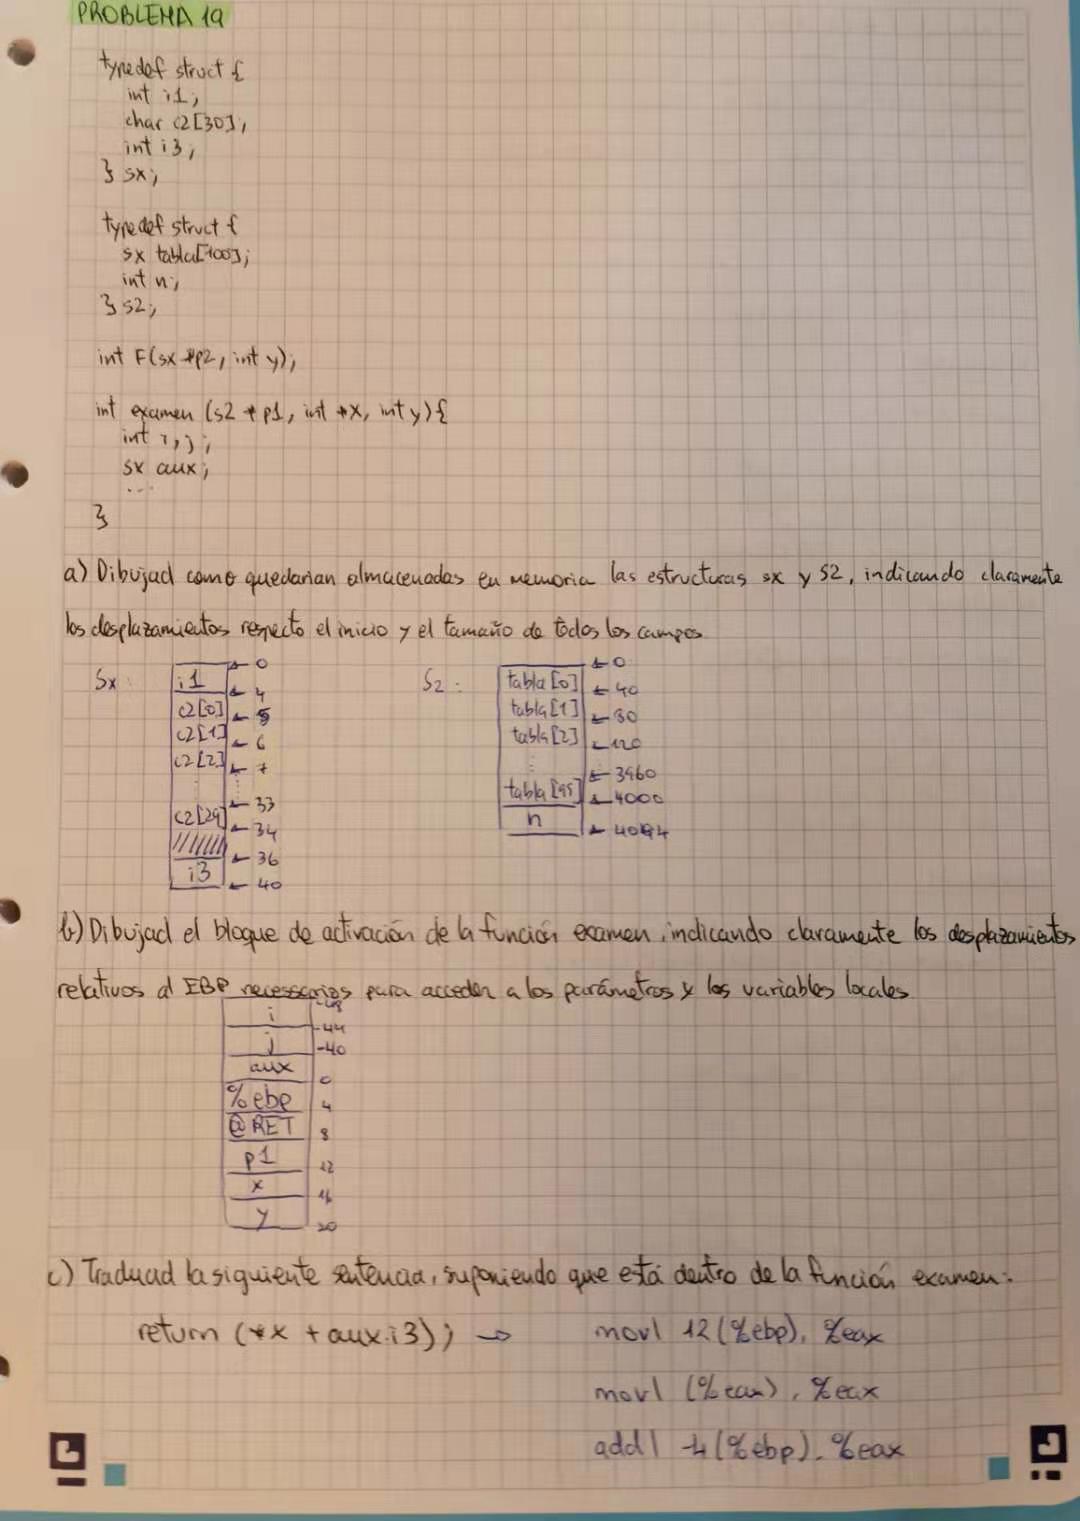 PROBLEMA 19
typedef struct {
int i1;
char c2[30];
int i3;
} sx;
typedef struct {
sx tabla[100];
int n;
} s2;
int F(sx *p2, int y);
int examen (s2 *p1, int *x, int y){
int i, j;
sx aux;
...
}
a) Dibujad como quedarían almacenadas en memoria las estructuras sx y s2, indicando claramente
los desplazamientos respecto el inicio y el tamaño de todos los campos
Sx:
0
i1
4
c2[0]
5
c2[1]
6
c2[2]
7
33
c2[29]
34
36
i3
40
S2:
0
tabla[0]
40
tabla[1]
80
tabla[2]
120
3960
tabla[99]
4000
n
4004
b) Dibujad el bloque de activación de la función examen, indicando claramente los desplazamientos
relativos al EBP necesarios para acceder a los parámetros y las variables locales
-48
i
-44
j
-40
aux
0
%ebp
4
@RET
8
p1
12
x
16
y
20
c) Traducid la siguiente sentencia, suponiendo que está dentro de la función examen:
return (*x + aux.i3); → movl 12(%ebp), %eax
movl (%eax), %eax
addl -4(%ebp), %eax